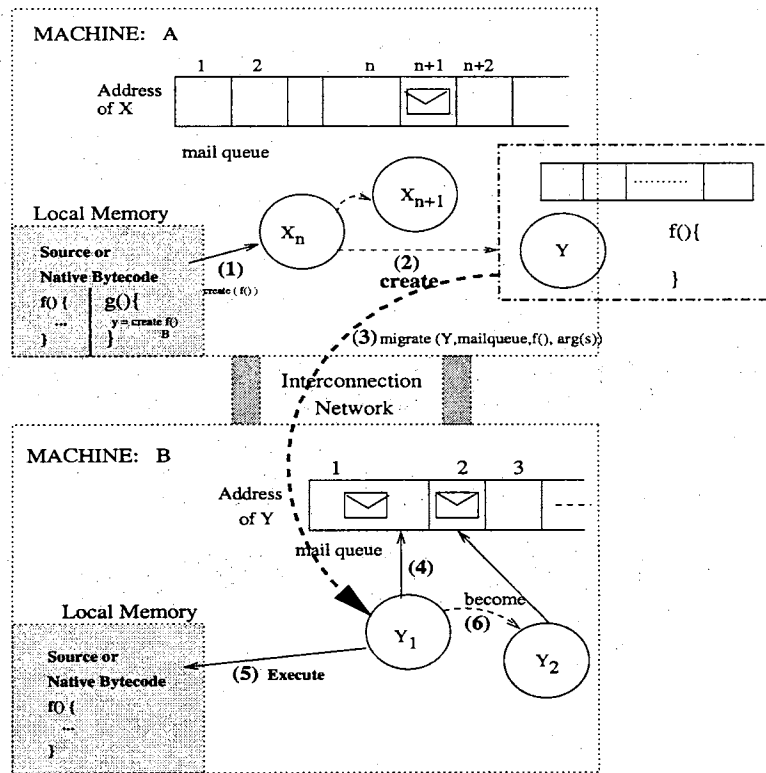 MACHINE: A
1 2 n n+1 n+2
Address
of X
mail queue
Local Memory
Source or
Native Bytecode
f() {
...
}
g(){
y = create f()
B
}
(1)
create ( f() )
Xn
Xn+1
(2)
create
Y
..........
f(){
}
(3) migrate (Y,mailqueue,f(), arg(s))
Interconnection
Network
MACHINE: B
1 2 3
Address
of Y
mail queue
(4)
become
(6)
Y1
Y2
Local Memory
(5) Execute
Source or
Native Bytecode
f() {
...
}